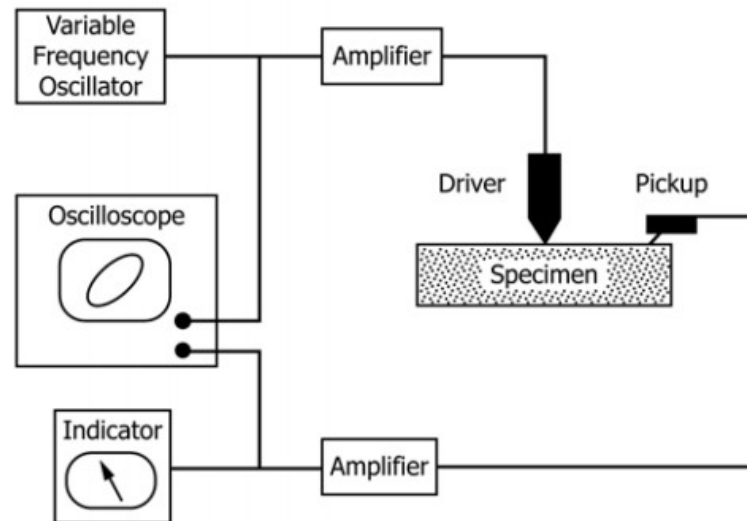 Variable
Frequency
Oscillator
Amplifier
Driver
Pickup
Oscilloscope
Specimen
Indicator
Amplifier